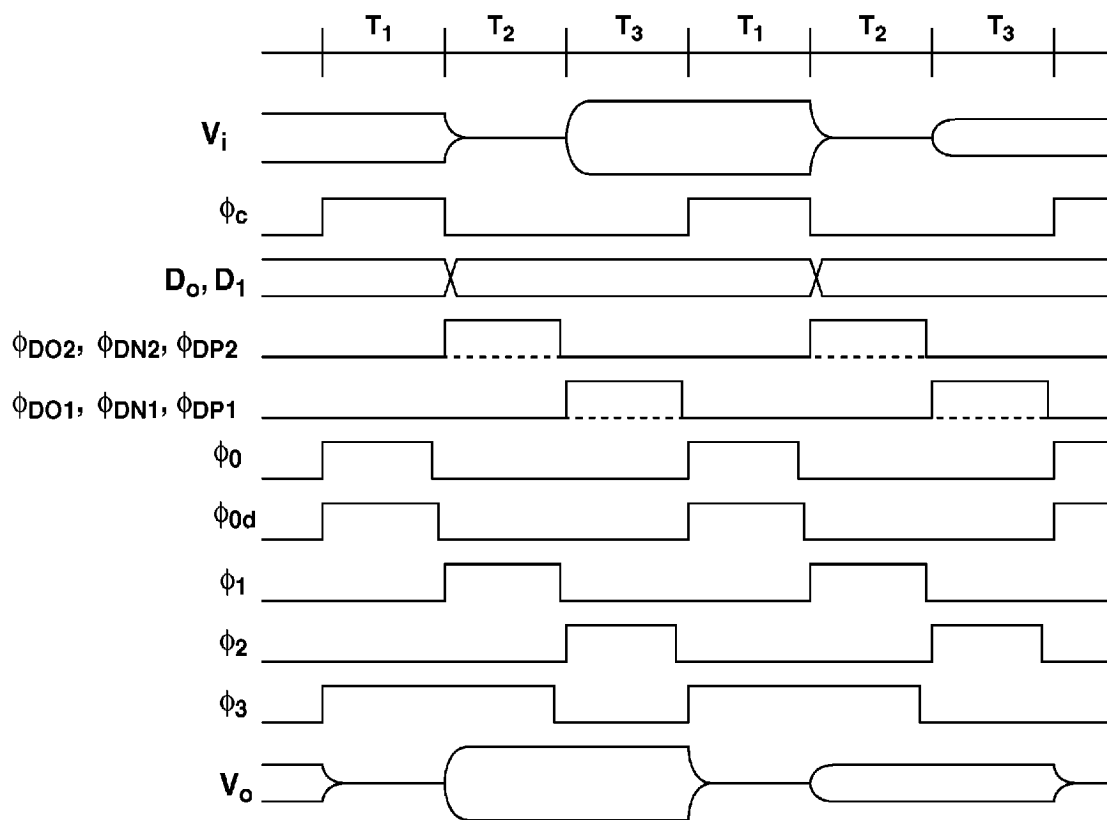 T1 T2 T3 T1 T2 T3
Vi
ϕc
Do, D1
ϕDO2, ϕDN2, ϕDP2
ϕDO1, ϕDN1, ϕDP1
ϕ0
ϕ0d
ϕ1
ϕ2
ϕ3
Vo